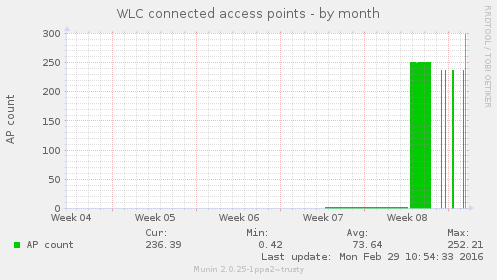 WLC connected access points - by month
RRDTOOL / TOBI OETIKER
AP count
300
250
200
150
100
50
0
Week 04 Week 05 Week 06 Week 07 Week 08
Cur: Min: Avg: Max:
AP count 236.39 0.42 73.64 252.21
Last update: Mon Feb 29 10:54:33 2016
Munin 2.0.25-1ppa2~trusty